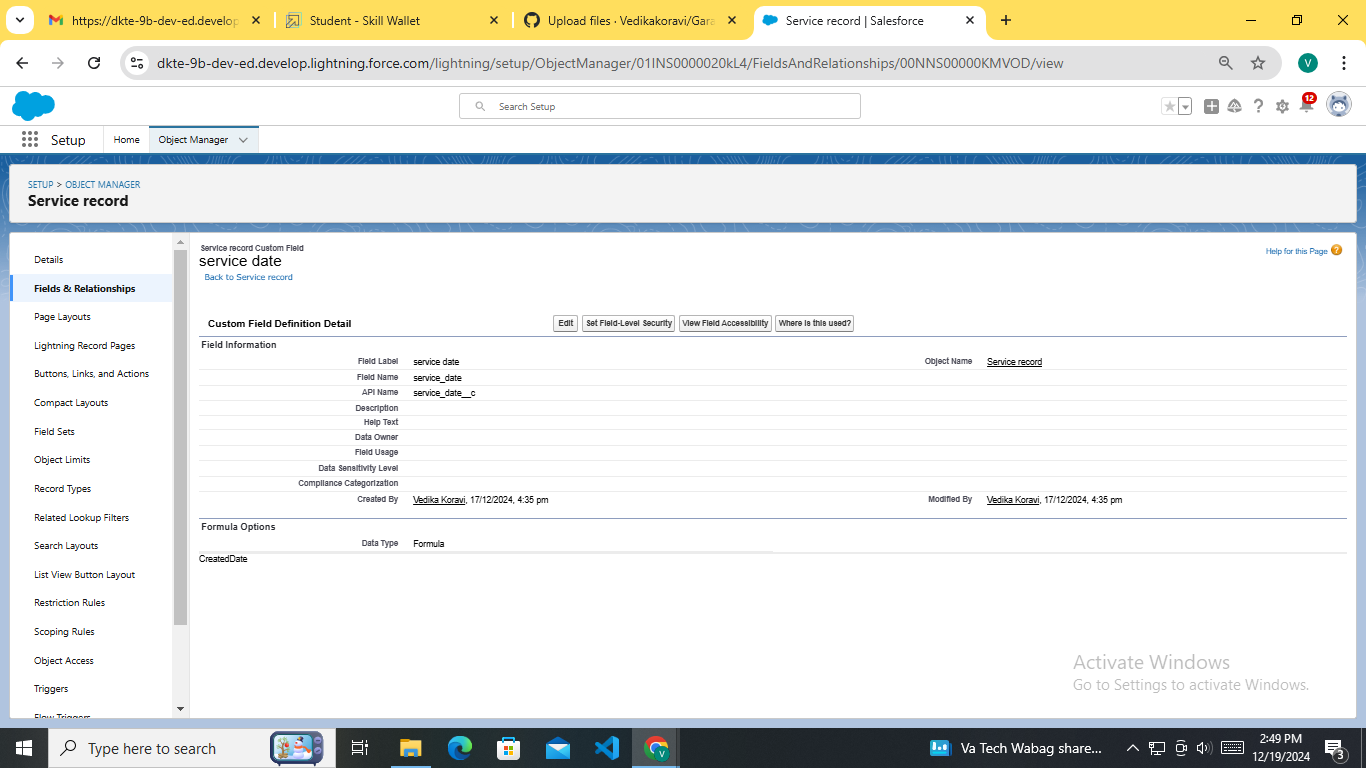 https://dkte-9b-dev-ed.develop
Student - Skill Wallet
Upload files · Vedikakoravi/Gara
Service record | Salesforce
dkte-9b-dev-ed.develop.lightning.force.com/lightning/setup/ObjectManager/01INS0000020kL4/FieldsAndRelationships/00NNS00000KMVOD/view
V
Search Setup
12
Setup
Home
Object Manager
SETUP > OBJECT MANAGER
Service record
Details
Fields & Relationships
Page Layouts
Lightning Record Pages
Buttons, Links, and Actions
Compact Layouts
Field Sets
Object Limits
Record Types
Related Lookup Filters
Search Layouts
List View Button Layout
Restriction Rules
Scoping Rules
Object Access
Triggers
Flow Triggers
Service record Custom Field
service date
Back to Service record
Help for this Page
Custom Field Definition Detail
Edit
Set Field-Level Security
View Field Accessibility
Where is this used?
Field Information
Field Label service date Object Name Service record
Field Name service_date
API Name service_date__c
Description
Help Text
Data Owner
Field Usage
Data Sensitivity Level
Compliance Categorization
Created By Vedika Koravi, 17/12/2024, 4:35 pm Modified By Vedika Koravi, 17/12/2024, 4:35 pm
Formula Options
Data Type Formula
CreatedDate
Activate Windows
Go to Settings to activate Windows.
Type here to search
Va Tech Wabag share...
2:49 PM
12/19/2024
3